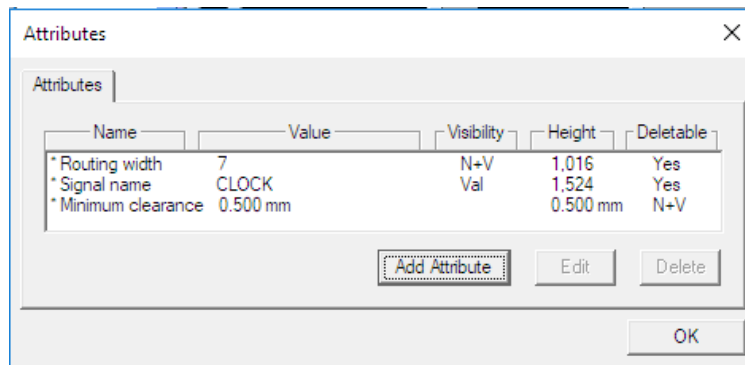 Attributes
Attributes
Name Value Visibility Height Deletable
* Routing width 7 N+V 1,016 Yes
* Signal name CLOCK Val 1,524 Yes
* Minimum clearance 0.500 mm 0.500 mm N+V
Add Attribute Edit Delete
OK